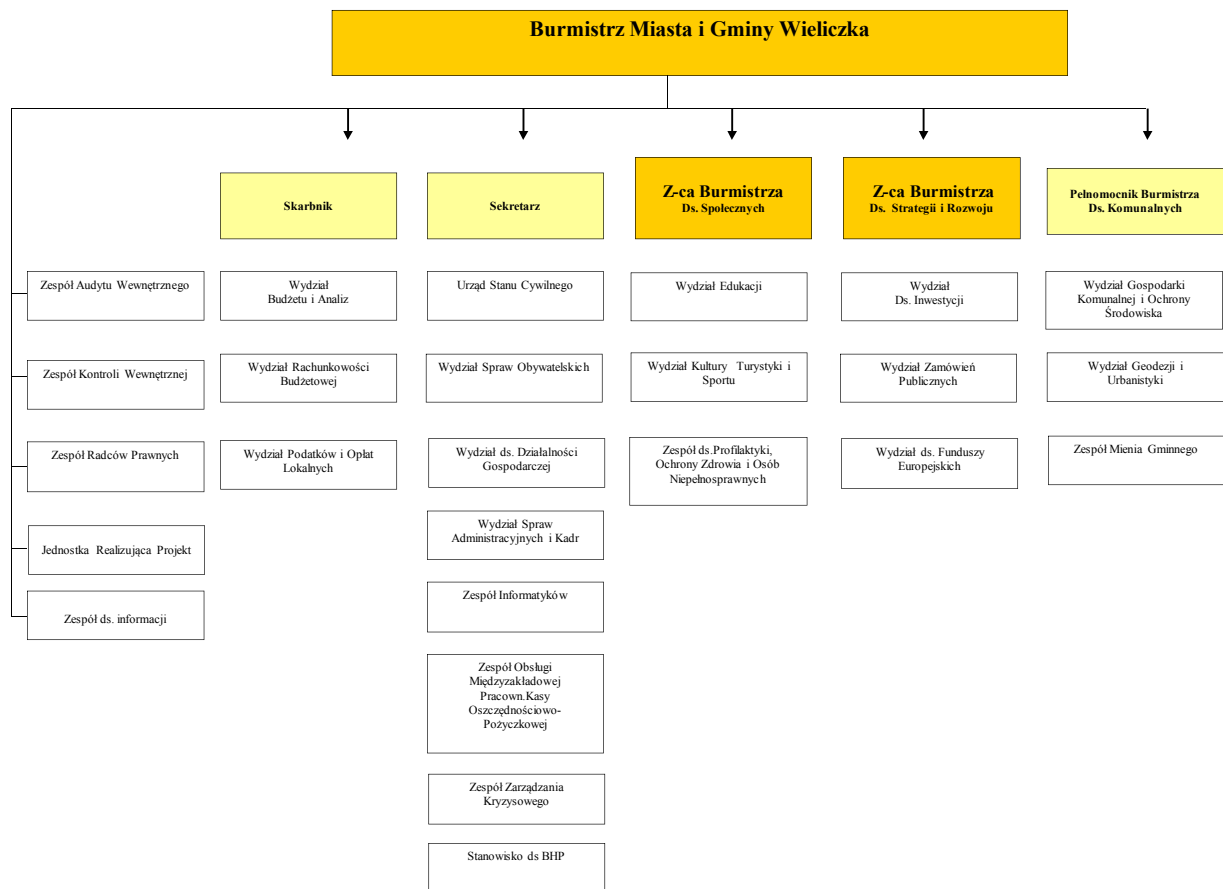 Burmistrz Miasta i Gminy Wieliczka
Skarbnik
Sekretarz
Z-ca Burmistrza
Ds. Społecznych
Z-ca Burmistrza
Ds. Strategii i Rozwoju
Pełnomocnik Burmistrza
Ds. Komunalnych
Zespół Audytu Wewnętrznego
Zespół Kontroli Wewnętrznej
Zespół Radców Prawnych
Jednostka Realizująca Projekt
Zespół ds. informacji
Wydział
Budżetu i Analiz
Wydział Rachunkowości
Budżetowej
Wydział Podatków i Opłat
Lokalnych
Urząd Stanu Cywilnego
Wydział Spraw Obywatelskich
Wydział ds. Działalności
Gospodarczej
Wydział Spraw
Administracyjnych i Kadr
Zespół Informatyków
Zespół Obsługi
Międzyzakładowej
Pracown.Kasy
Oszczędnościowo-
Pożyczkowej
Zespół Zarządzania
Kryzysowego
Stanowisko ds BHP
Wydział Edukacji
Wydział Kultury Turystyki i
Sportu
Zespół ds.Profilaktyki,
Ochrony Zdrowia i Osób
Niepełnosprawnych
Wydział
Ds. Inwestycji
Wydział Zamówień
Publicznych
Wydział ds. Funduszy
Europejskich
Wydział Gospodarki
Komunalnej i Ochrony
Środowiska
Wydział Geodezji i
Urbanistyki
Zespół Mienia Gminnego